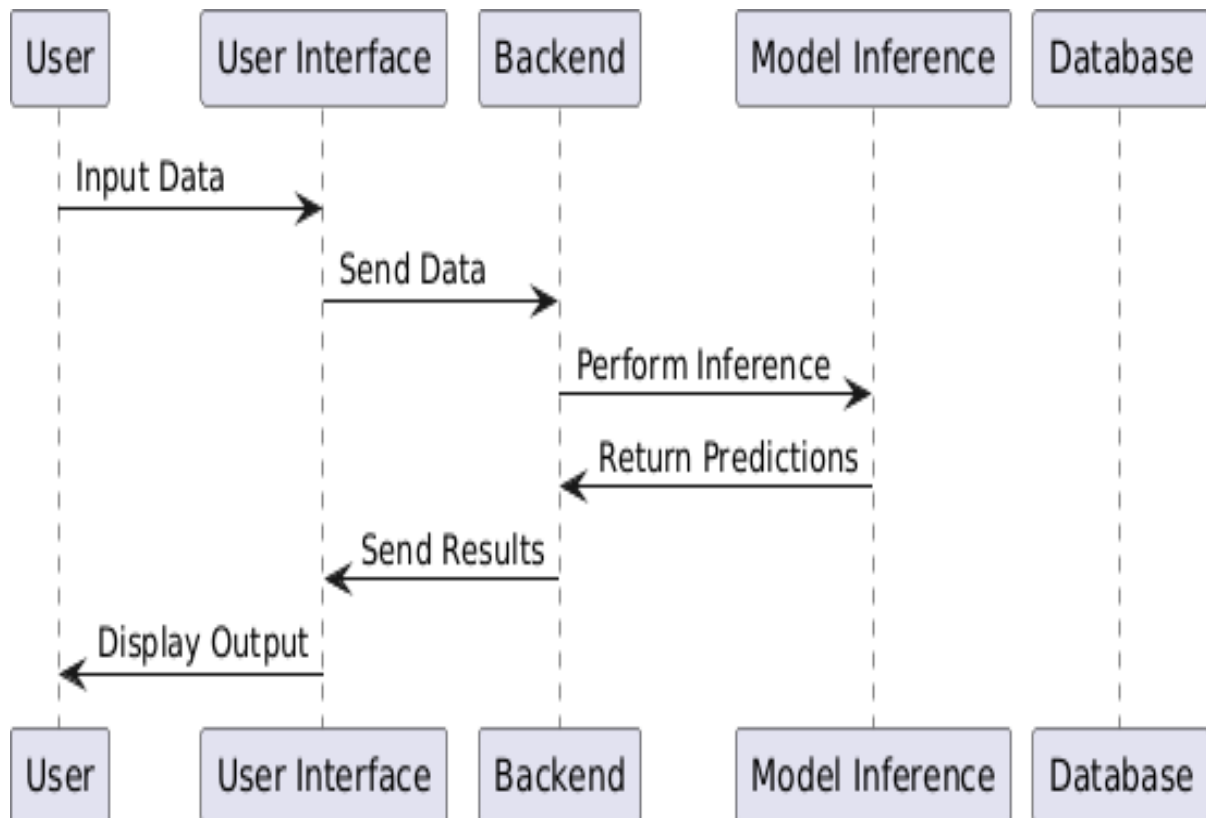 User
User Interface
Backend
Model Inference
Database
Input Data
Send Data
Perform Inference
Return Predictions
Send Results
Display Output
User
User Interface
Backend
Model Inference
Database